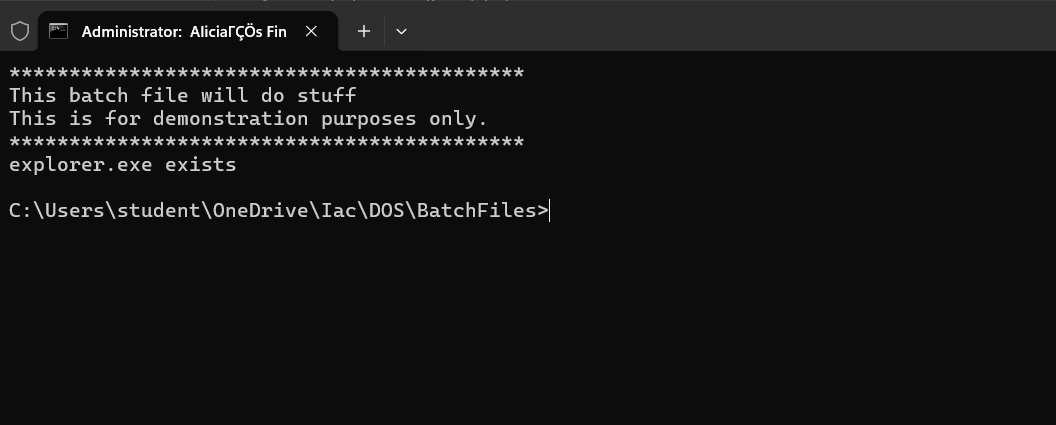 Administrator: AliciaΓÇÖs Fin
*******************************************
This batch file will do stuff
This is for demonstration purposes only.
*******************************************
explorer.exe exists
C:\Users\student\OneDrive\Iac\DOS\BatchFiles>